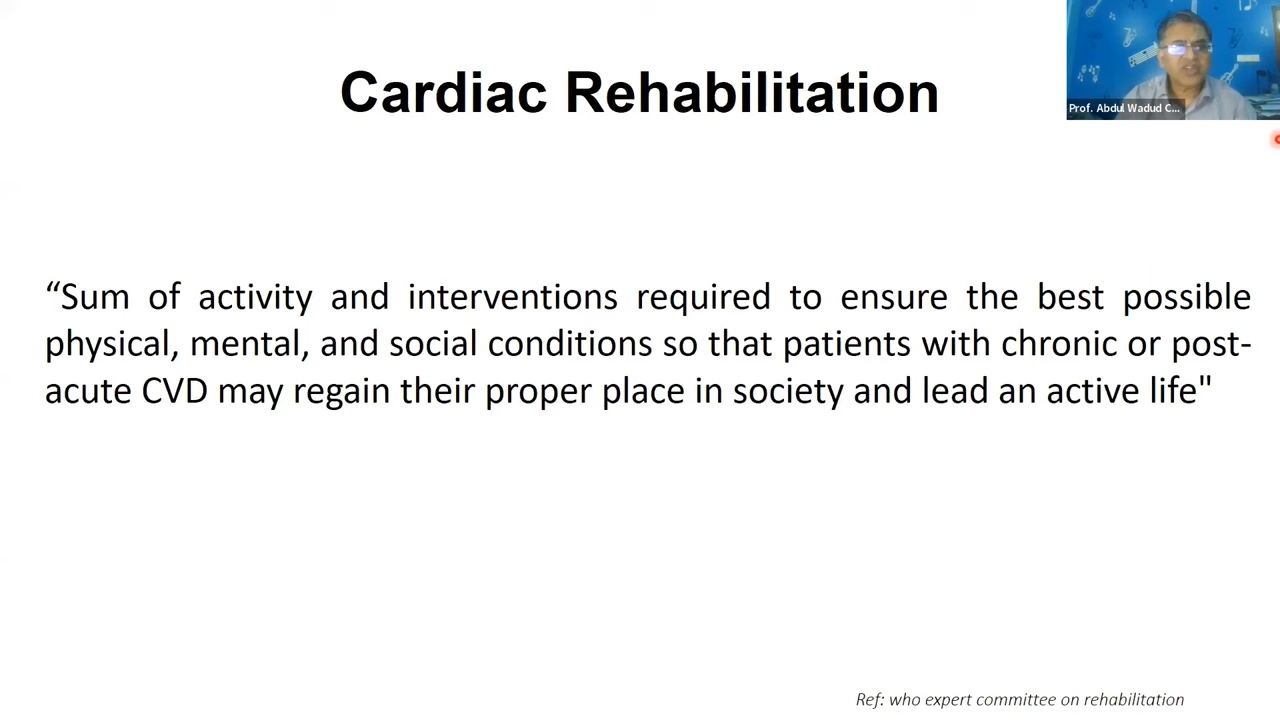 Cardiac Rehabilitation
Prof. Abdul Wadud C...
“Sum of activity and interventions required to ensure the best possible
physical, mental, and social conditions so that patients with chronic or post-
acute CVD may regain their proper place in society and lead an active life"
Ref: who expert committee on rehabilitation